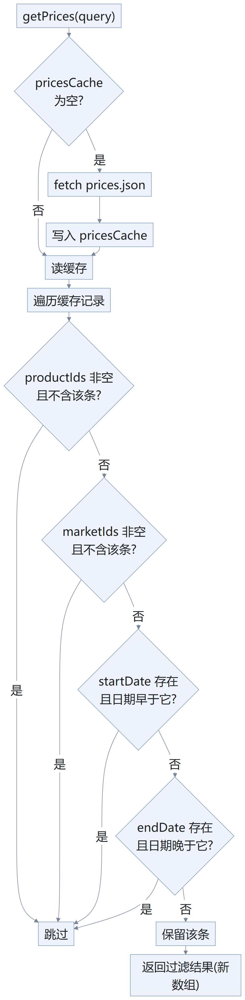 getPrices(query)
pricesCache
为空?
是
fetch prices.json
否
写入 pricesCache
读缓存
遍历缓存记录
productIds 非空
且不含该条?
否
marketIds 非空
且不含该条?
否
startDate 存在
且日期早于它?
是
是
否
endDate 存在
且日期晚于它?
是
是
否
跳过
保留该条
返回过滤结果(新
数组)